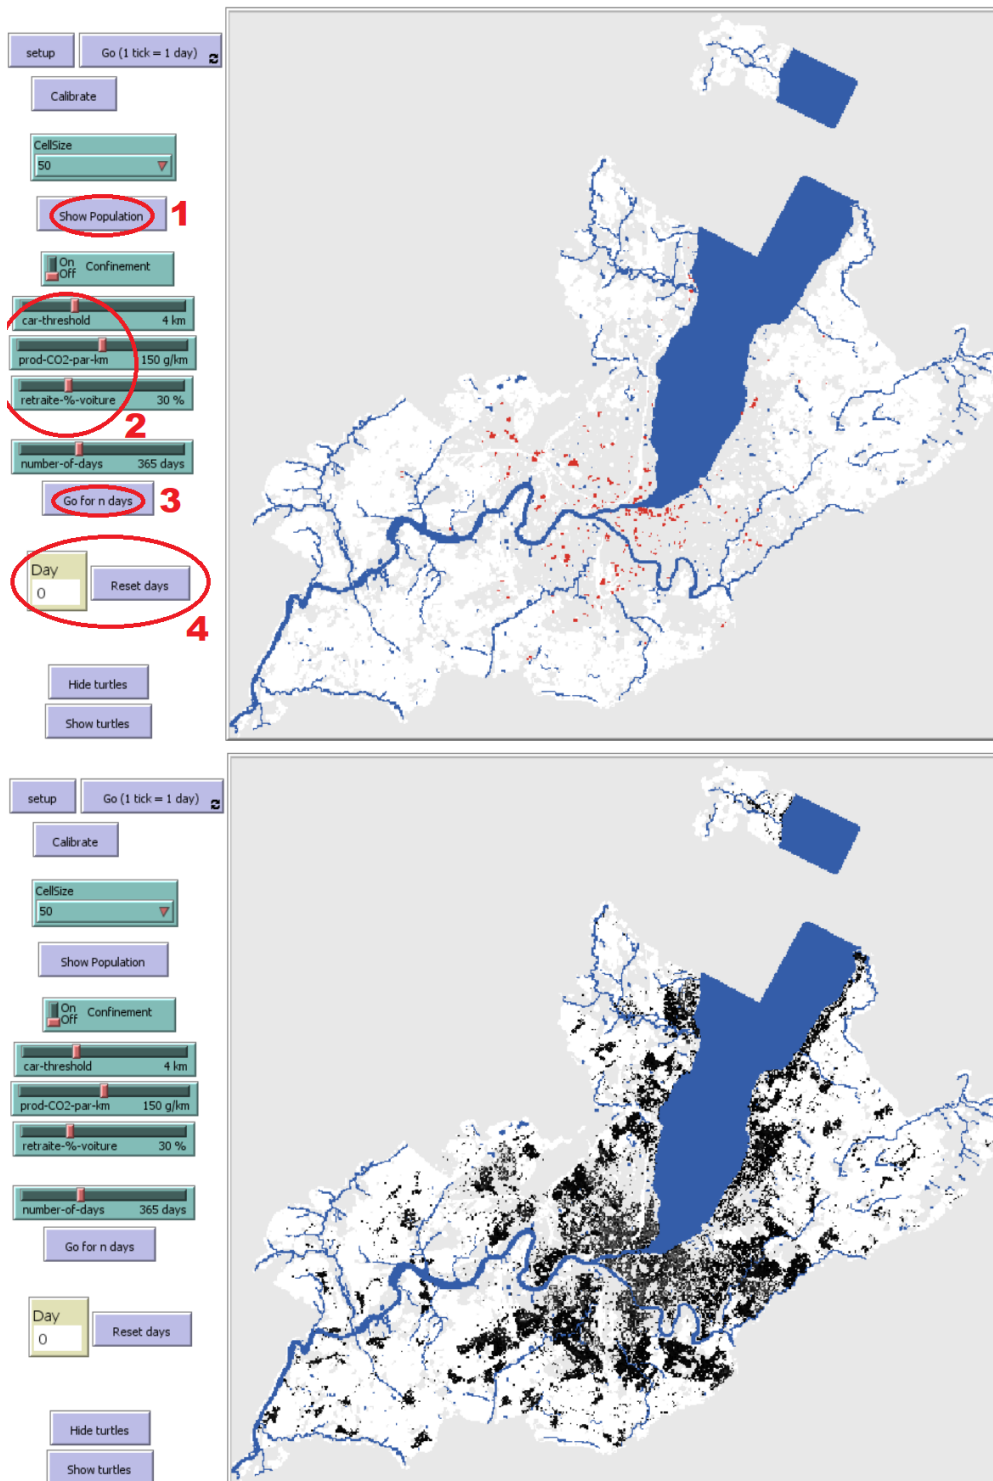 setup Go (1 tick = 1 day)
Calibrate
CellSize
50
Show Population 1
On
Off Confinement
car-threshold 4 km
prod-CO2-par-km 150 g/km
retraite-%-voiture 30 %
2
number-of-days 365 days
Go for n days 3
Day
0 Reset days
4
Hide turtles
Show turtles
setup Go (1 tick = 1 day)
Calibrate
CellSize
50
Show Population
On
Off Confinement
car-threshold 4 km
prod-CO2-par-km 150 g/km
retraite-%-voiture 30 %
number-of-days 365 days
Go for n days
Day
0 Reset days
Hide turtles
Show turtles